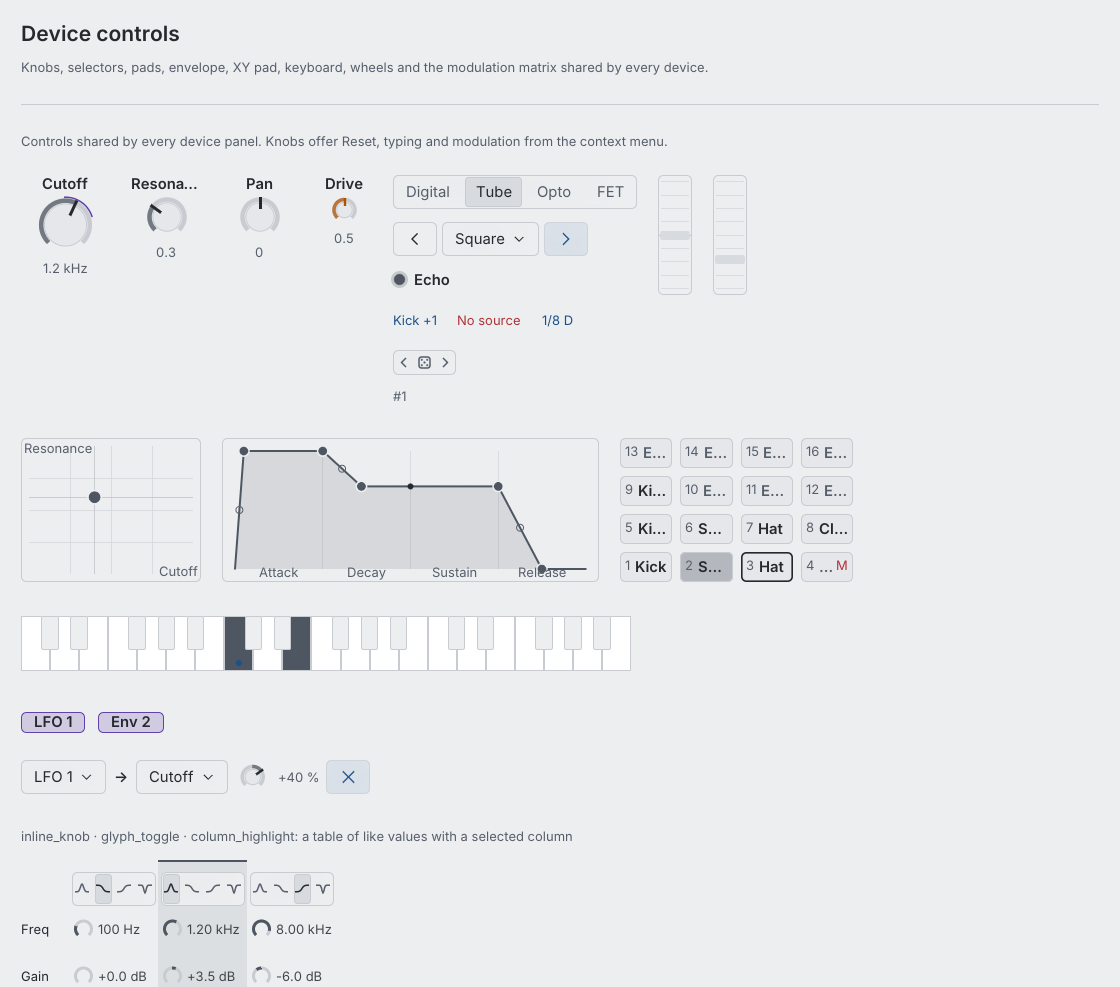 Device controls
Knobs, selectors, pads, envelope, XY pad, keyboard, wheels and the modulation matrix shared by every device.
Controls shared by every device panel. Knobs offer Reset, typing and modulation from the context menu.
Cutoff Resona... Pan Drive
1.2 kHz 0.3 0 0.5
Digital Tube Opto FET
Square
Echo
Kick +1 No source 1/8 D
#1
Resonance
Cutoff
Attack Decay Sustain Release
13 E... 14 E... 15 E... 16 E...
9 Ki... 10 E... 11 E... 12 E...
5 Ki... 6 S... 7 Hat 8 Cl...
1 Kick 2 S... 3 Hat 4 ... M
LFO 1 Env 2
LFO 1 → Cutoff +40 %
inline_knob · glyph_toggle · column_highlight: a table of like values with a selected column
Freq 100 Hz 1.20 kHz 8.00 kHz
Gain +0.0 dB +3.5 dB -6.0 dB